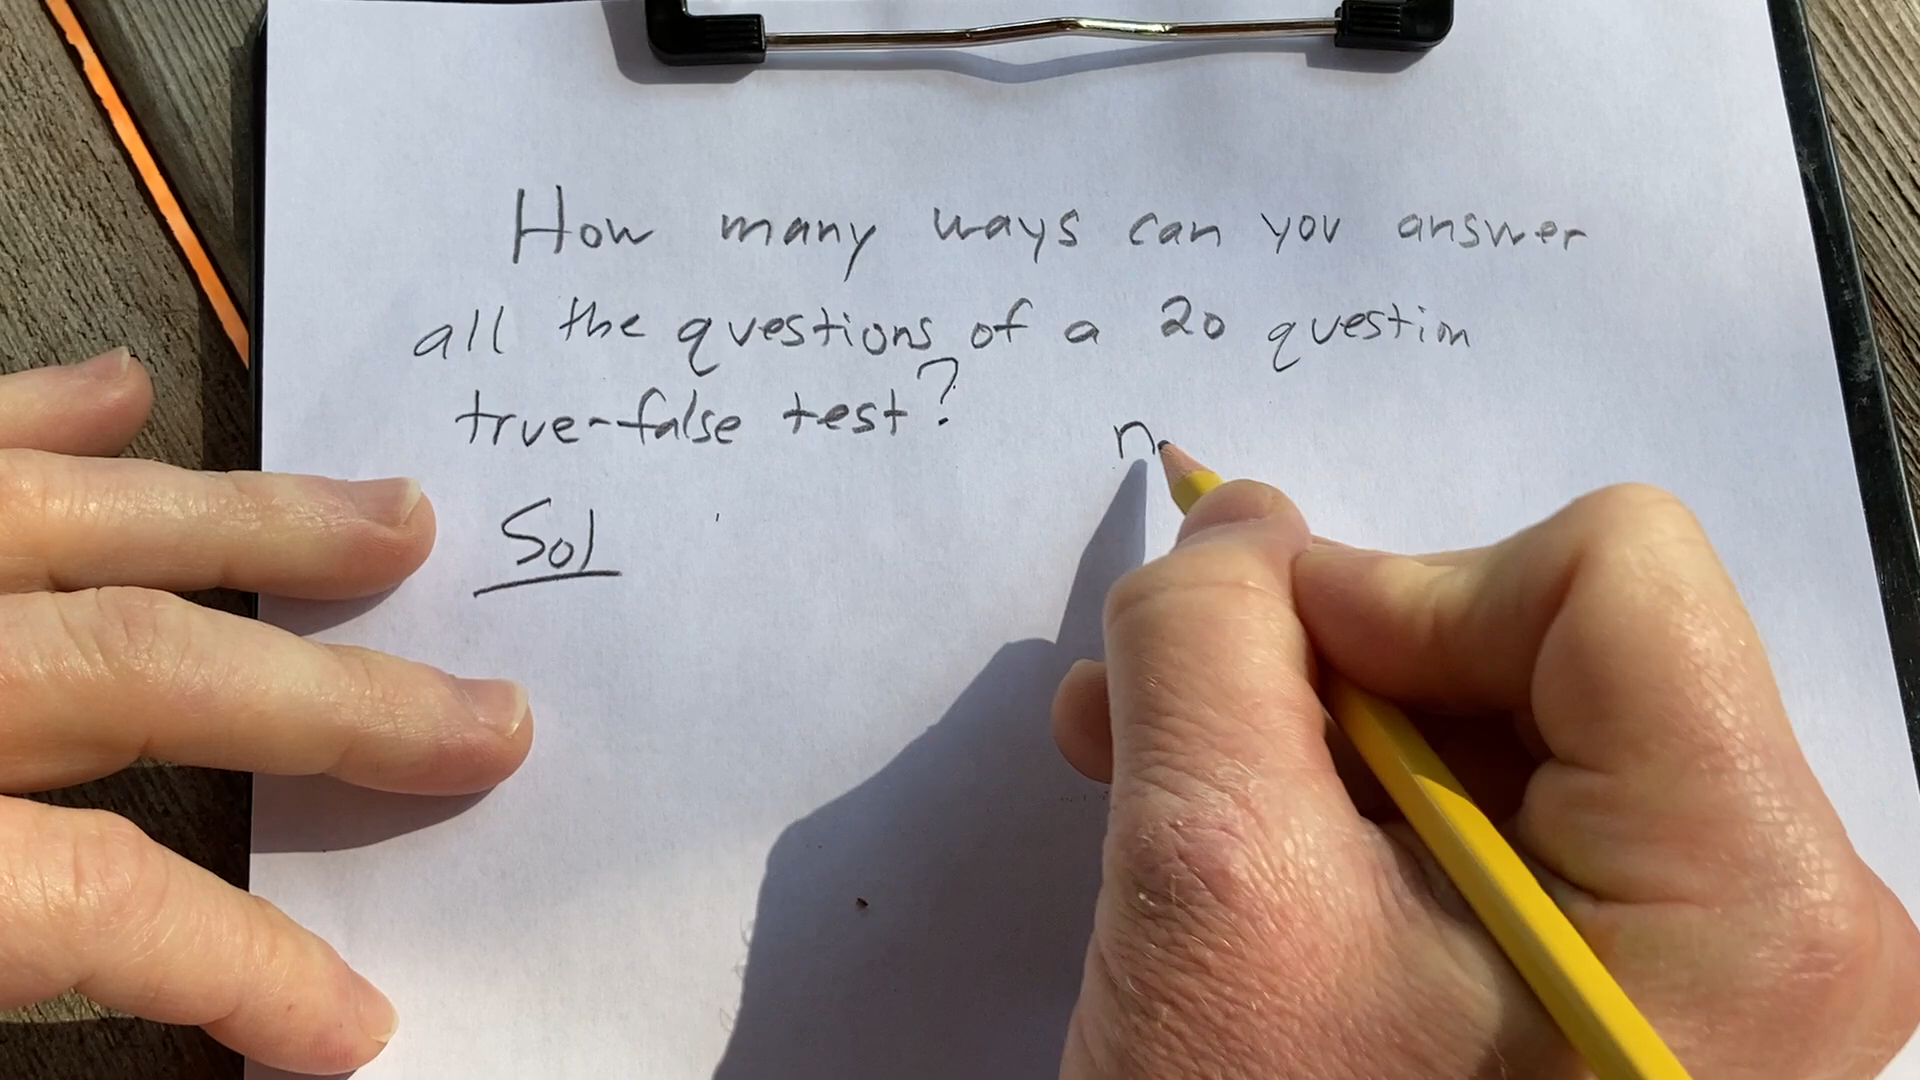 How many ways can you answer
all the questions of a 20 question
true-false test?
n
Sol